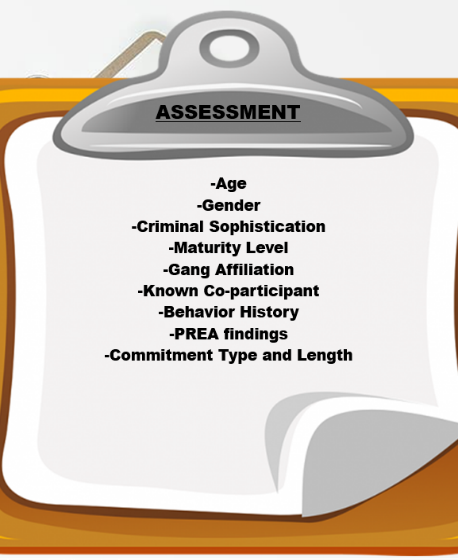 ASSESSMENT
-Age
-Gender
-Criminal Sophistication
-Maturity Level
-Gang Affiliation
-Known Co-participant
-Behavior History
-PREA findings
-Commitment Type and Length